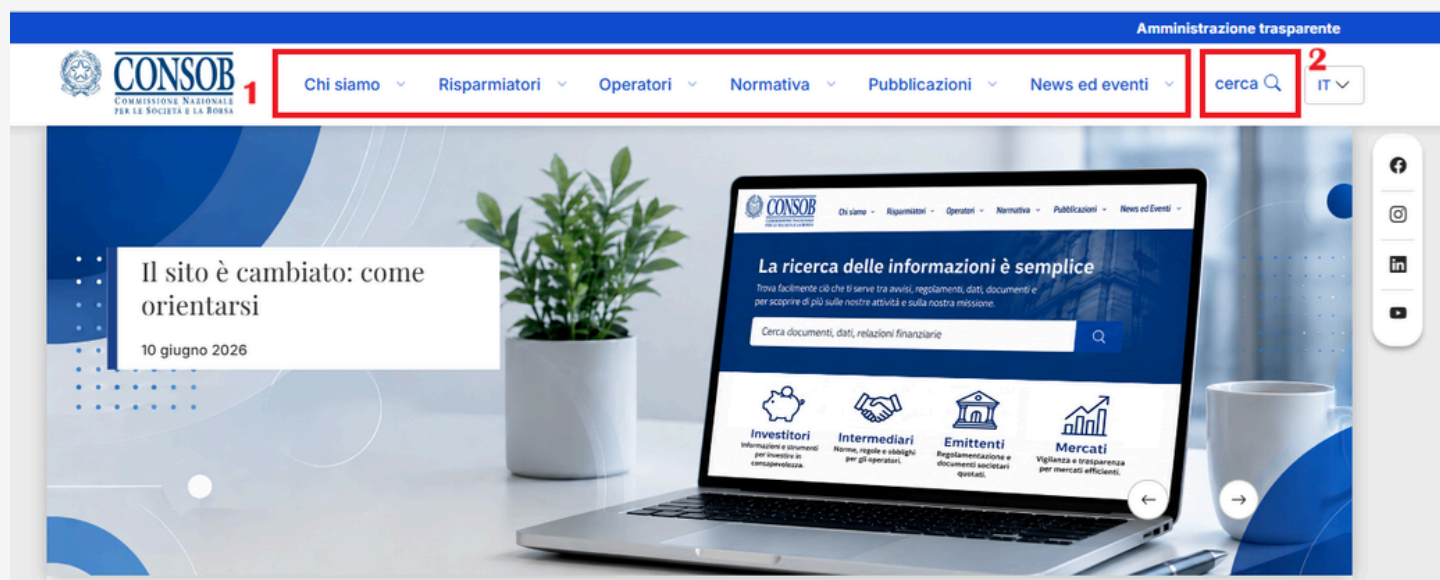 Amministrazione trasparente
CONSOB
COMMISSIONE NAZIONALE
PER LE SOCIETÀ E LA BORSA
1
Chi siamo Risparmiatori Operatori Normativa Pubblicazioni News ed eventi
cerca
2
IT
Il sito è cambiato: come
orientarsi
10 giugno 2026
CONSOB
Chi siamo Risparmiatori Operatori Normativa Pubblicazioni News ed Eventi
La ricerca delle informazioni è semplice
Trova facilmente ciò che ti serve tra avvisi, regolamenti, dati, documenti e
per scoprire di più sulle nostre attività e sulla nostra missione.
Cerca documenti, dati, relazioni finanziarie
Investitori
Informazioni e strumenti
per investire in
consapevolezza.
Intermediari
Norme, regole e obblighi
per gli operatori.
Emittenti
Regolamentazione e
documenti societari
quotati.
Mercati
Vigilanza e trasparenza
per mercati efficienti.